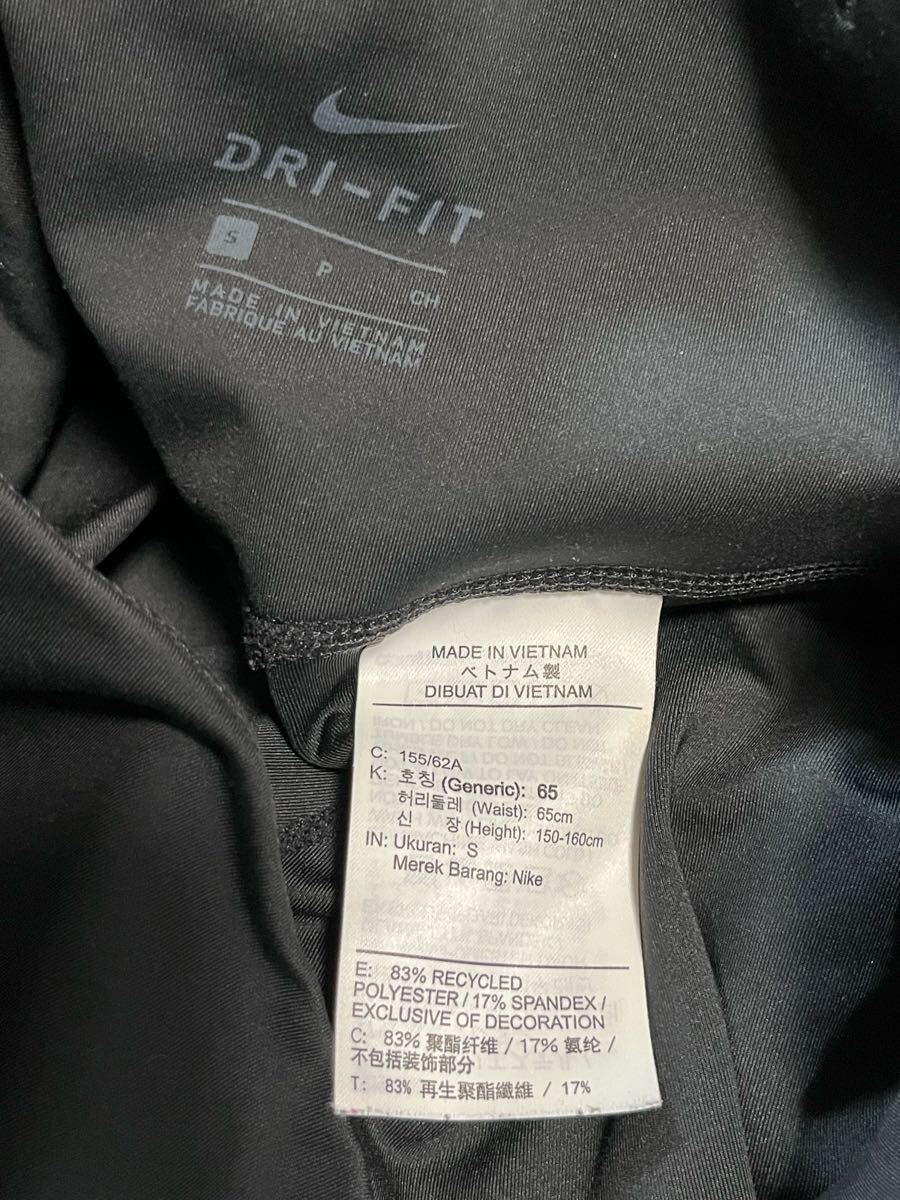 DRI-FIT
S P CH
MADE IN VIETNAM
FABRIQUE AU VIETNAM
MADE IN VIETNAM
ベトナム製
DIBUAT DI VIETNAM
C: 155/62A
K: 호칭 (Generic): 65
허리둘레 (Waist): 65cm
신 장 (Height): 150-160cm
IN: Ukuran: S
Merek Barang: Nike
E: 83% RECYCLED
POLYESTER / 17% SPANDEX /
EXCLUSIVE OF DECORATION
C: 83% 聚酯纤维 / 17% 氨纶 /
不包括装饰部分
T: 83% 再生聚酯纖維 / 17%